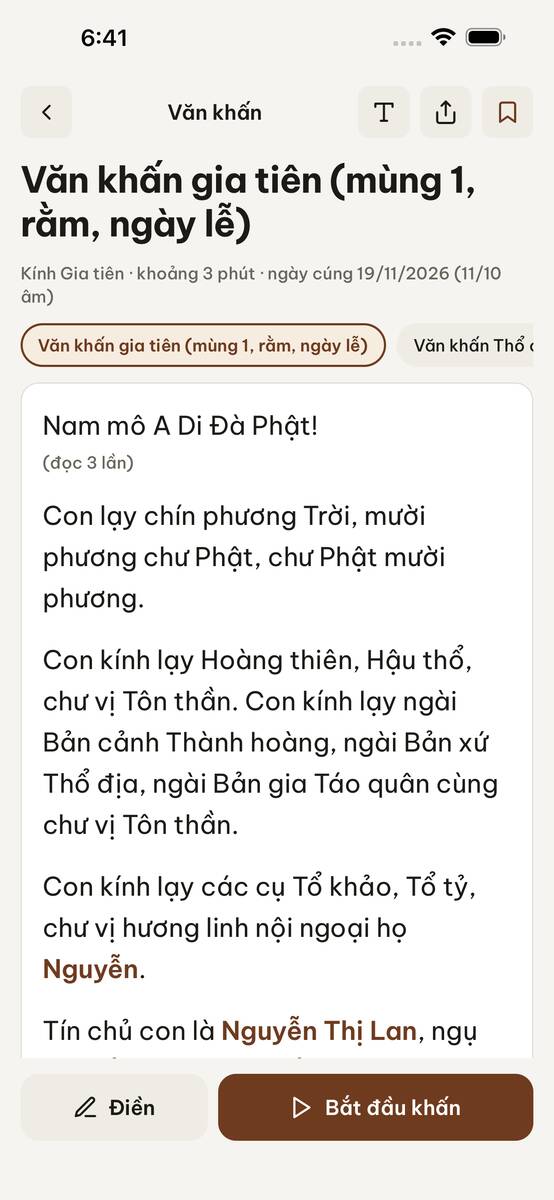 6:41
Văn khấn
Văn khấn gia tiên (mùng 1,
rằm, ngày lễ)
Kính Gia tiên · khoảng 3 phút · ngày cúng 19/11/2026 (11/10
âm)
Văn khấn gia tiên (mùng 1, rằm, ngày lễ)
Văn khấn Thổ
Nam mô A Di Đà Phật!
(đọc 3 lần)
Con lạy chín phương Trời, mười
phương chư Phật, chư Phật mười
phương.
Con kính lạy Hoàng thiên, Hậu thổ,
chư vị Tôn thần. Con kính lạy ngài
Bản cảnh Thành hoàng, ngài Bản xứ
Thổ địa, ngài Bản gia Táo quân cùng
chư vị Tôn thần.
Con kính lạy các cụ Tổ khảo, Tổ tỷ,
chư vị hương linh nội ngoại họ
Nguyễn.
Tín chủ con là Nguyễn Thị Lan, ngụ
Điền
Bắt đầu khấn